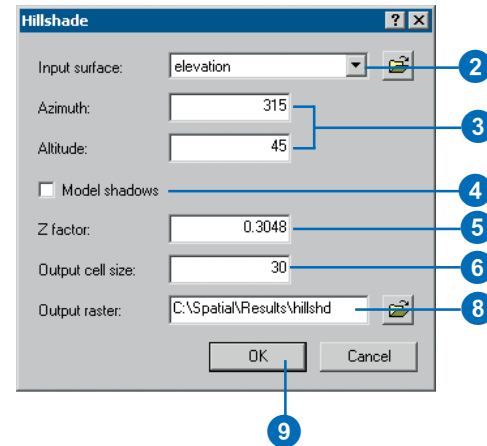 Hillshade
Input surface: elevation 2
Azimuth: 315
3
Altitude: 45
Model shadows 4
Z factor: 0.3048 5
Output cell size: 30 6
Output raster: C:\Spatial\Results\hillshd 8
OK Cancel
9